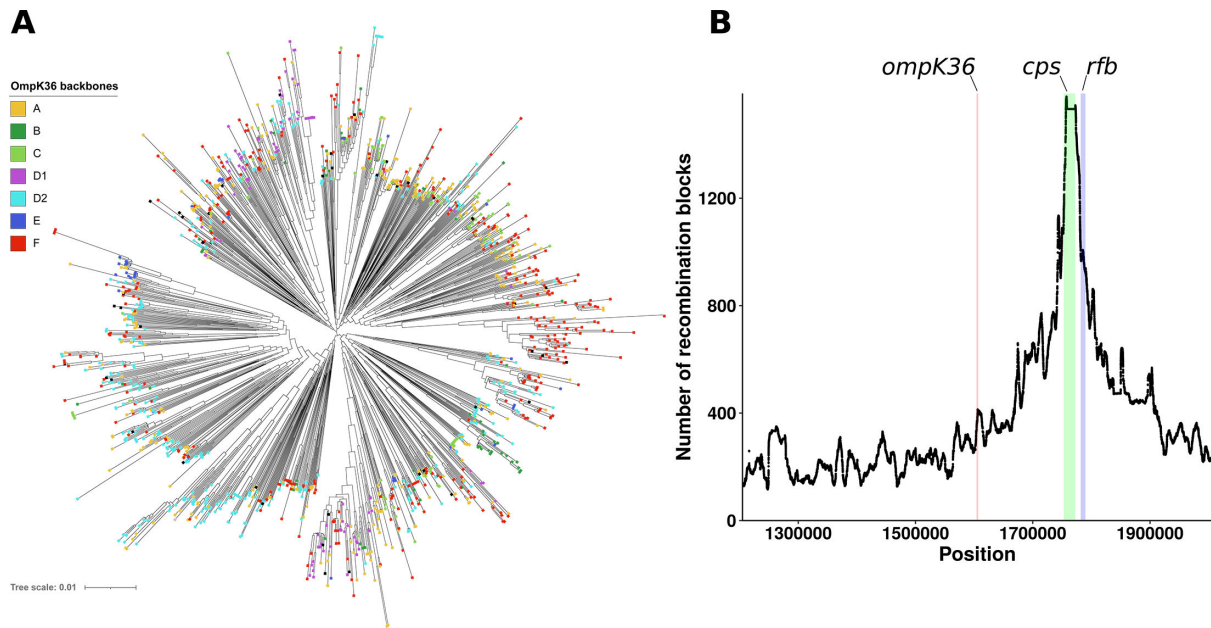 A
OmpK36 backbones
A
B
C
D1
D2
E
F
Tree scale: 0.01
B
ompK36 cps rfb
Number of recombination blocks
1200
800
400
0
1300000 1500000 1700000 1900000
Position